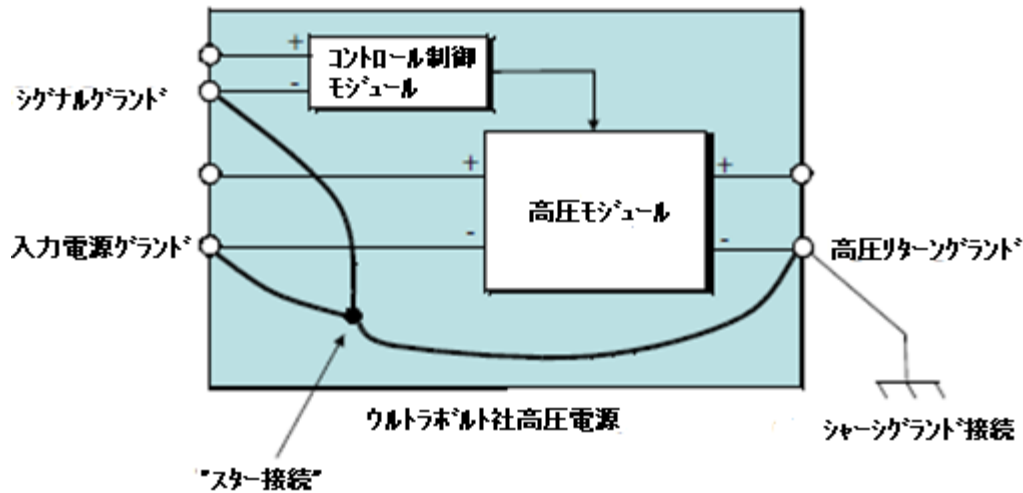 +
コントロール制御
モジュール
-
シグナルグランド
+
+
高圧モジュール
入力電源グランド
-
-
高圧リターングランド
ウルトラボルト社高圧電源
シャーシグランド接続
"スター接続"